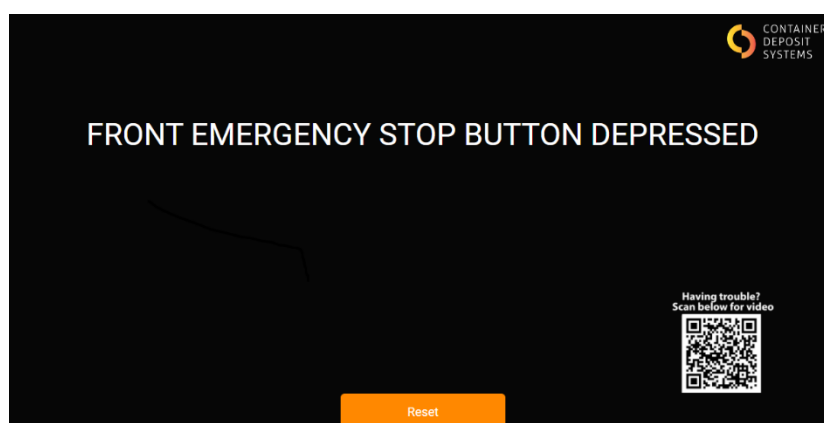 CONTAINER
DEPOSIT
SYSTEMS
FRONT EMERGENCY STOP BUTTON DEPRESSED
Having trouble?
Scan below for video
Reset